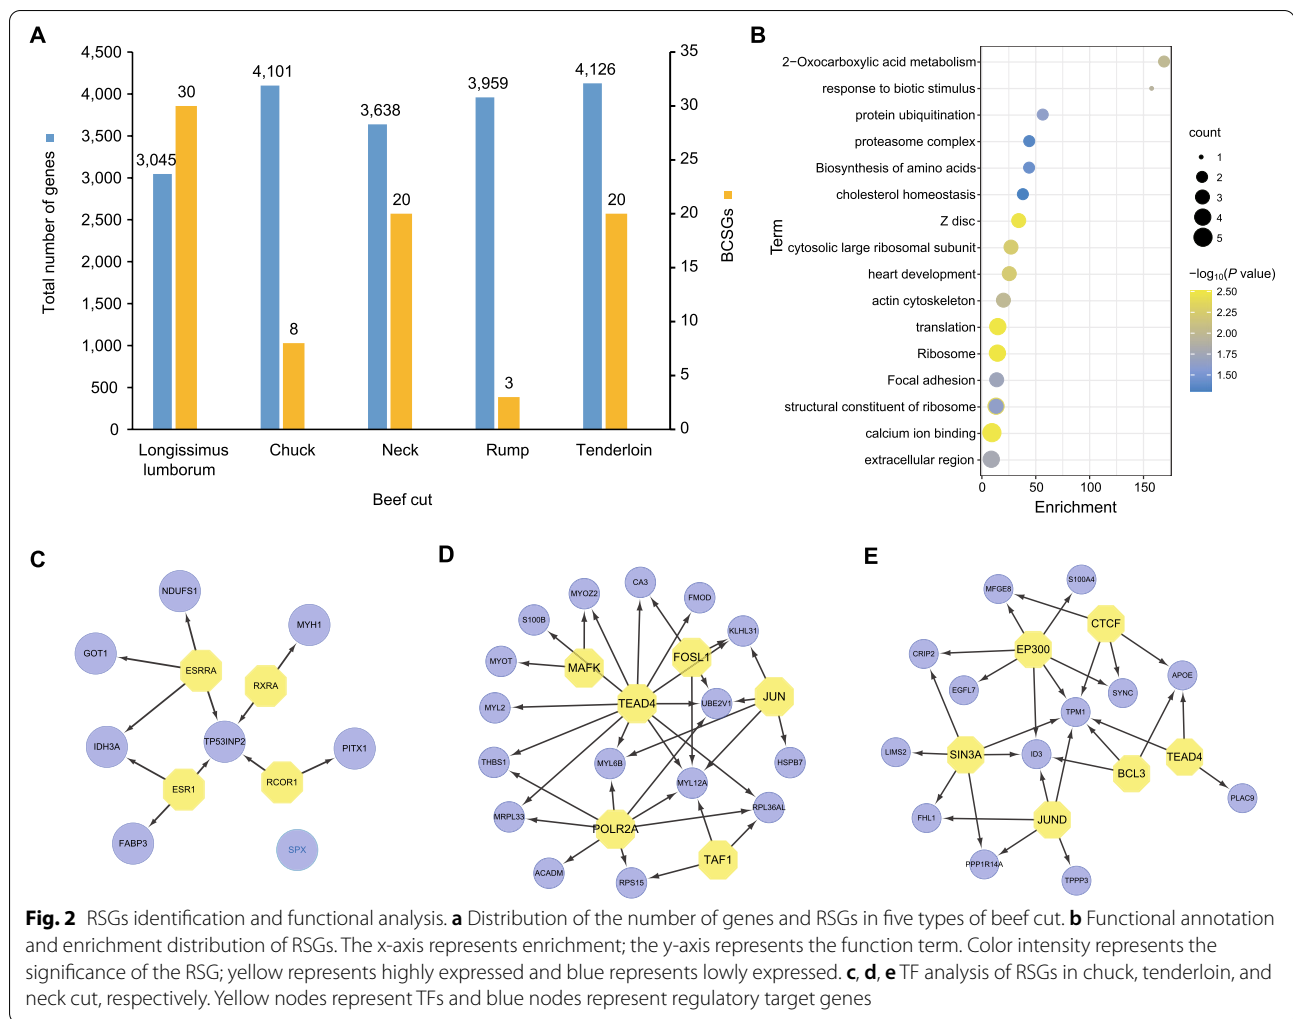 A
4,500
4,000
3,500
3,000
2,500
2,000
1,500
1,000
500
0
Total number of genes
3,045
30
4,101
8
3,638
20
3,959
3
4,126
20
35
30
25
20
15
10
5
0
BCSGs
Longissimus
lumborum
Chuck
Neck
Rump
Tenderloin
Beef cut
B
Term
2−Oxocarboxylic acid metabolism
response to biotic stimulus
protein ubiquitination
proteasome complex
Biosynthesis of amino acids
cholesterol homeostasis
Z disc
cytosolic large ribosomal subunit
heart development
actin cytoskeleton
translation
Ribosome
Focal adhesion
structural constituent of ribosome
calcium ion binding
extracellular region
0
50
100
150
Enrichment
count
1
2
3
4
5
−log10(P value)
2.50
2.25
2.00
1.75
1.50
C
NDUFS1
MYH1
GOT1
ESRRA
RXRA
IDH3A
TP53INP2
PITX1
ESR1
RCOR1
FABP3
SPX
D
CA3
MYOZ2
FMOD
S100B
KLHL31
MYOT
MAFK
FOSL1
MYL2
TEAD4
UBE2V1
JUN
THBS1
MYL6B
HSPB7
MYL12A
MRPL33
RPL36AL
POLR2A
TAF1
ACADM
RPS15
E
MFGE8
S100A4
CTCF
CRIP2
EP300
APOE
EGFL7
SYNC
TPM1
LIMS2
SIN3A
ID3
TEAD4
BCL3
PLAC9
FHL1
JUND
PPP1R14A
TPPP3
Fig. 2 RSGs identification and functional analysis. a Distribution of the number of genes and RSGs in five types of beef cut. b Functional annotation
and enrichment distribution of RSGs. The x-axis represents enrichment; the y-axis represents the function term. Color intensity represents the
significance of the RSG; yellow represents highly expressed and blue represents lowly expressed. c, d, e TF analysis of RSGs in chuck, tenderloin, and
neck cut, respectively. Yellow nodes represent TFs and blue nodes represent regulatory target genes